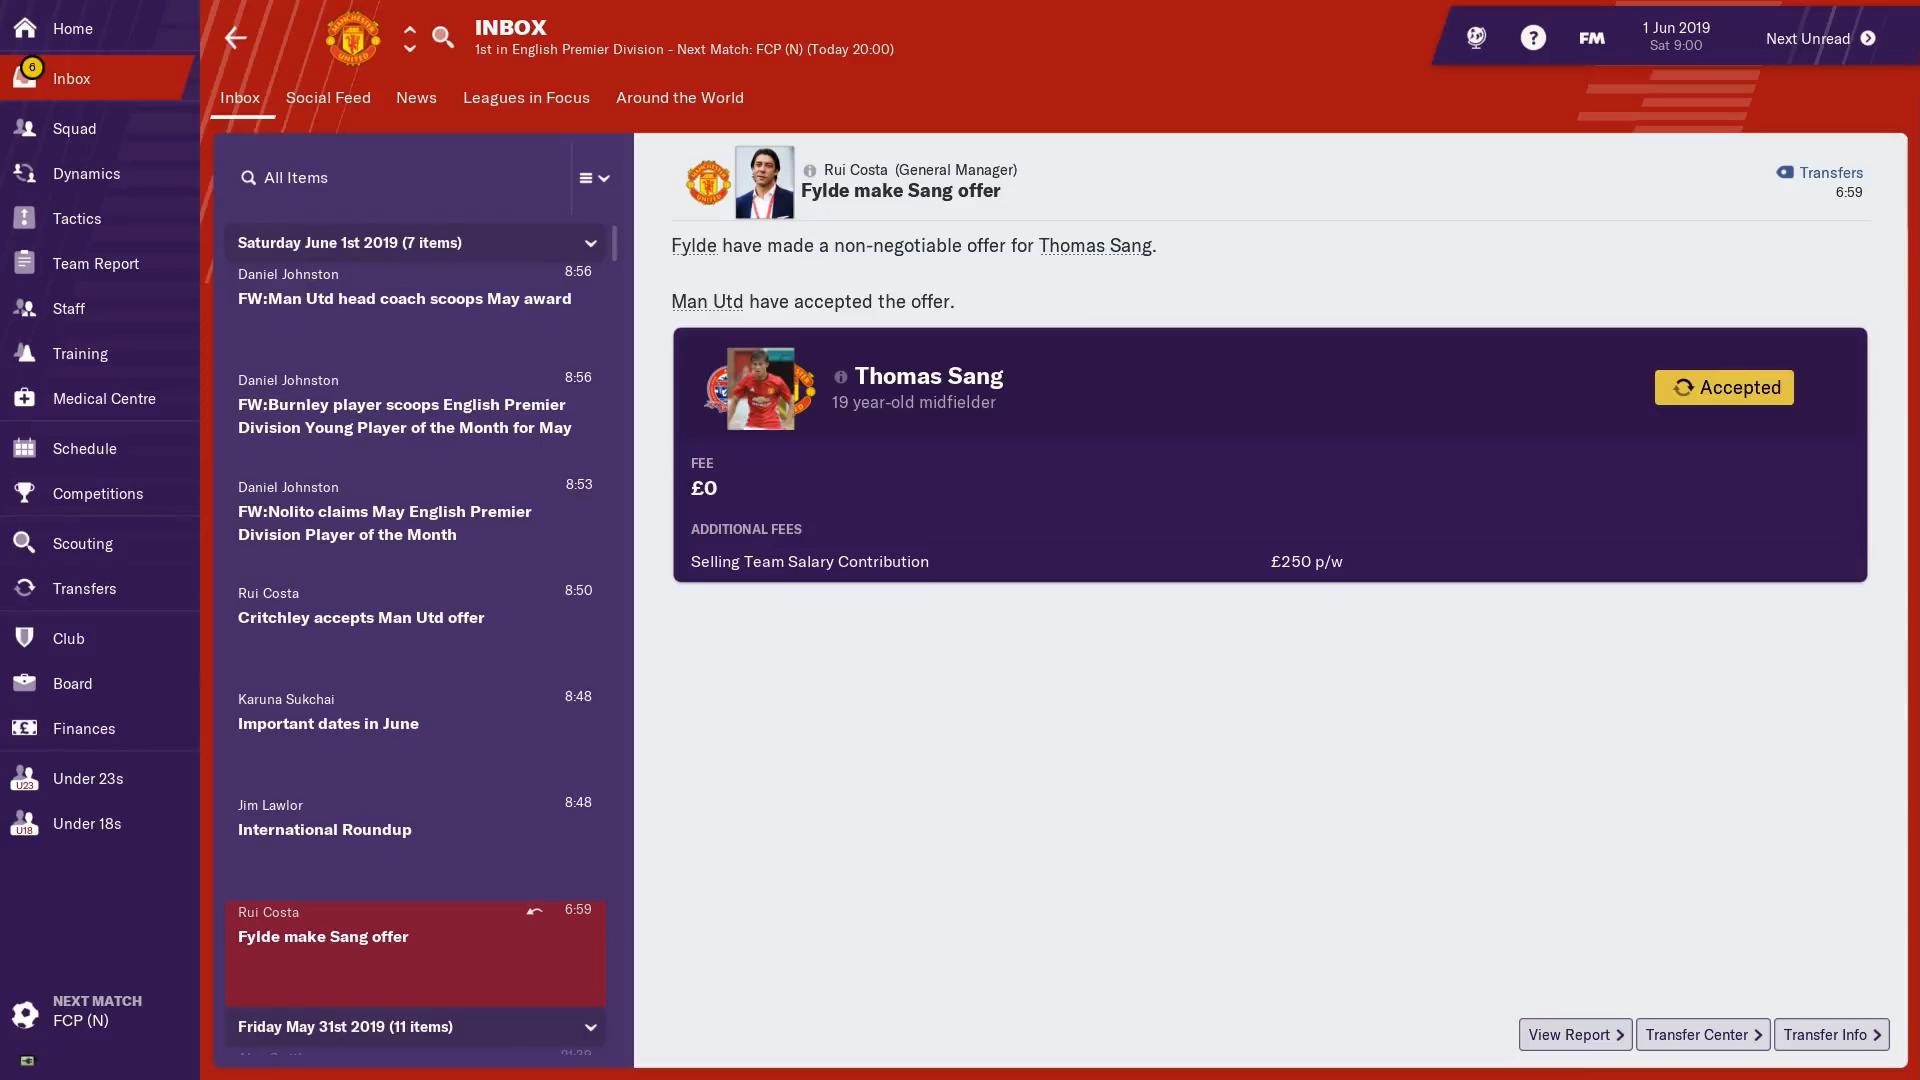 Home
6
Inbox
Squad
Dynamics
Tactics
Team Report
Staff
Training
Medical Centre
Schedule
Competitions
Scouting
Transfers
Club
Board
Finances
U23
Under 23s
U18
Under 18s
NEXT MATCH
FCP (N)
INBOX
1st in English Premier Division - Next Match: FCP (N) (Today 20:00)
?
FM
1 Jun 2019
Sat 9:00
Next Unread
Inbox
Social Feed
News
Leagues in Focus
Around the World
All Items
Saturday June 1st 2019 (7 items)
Daniel Johnston
8:56
FW:Man Utd head coach scoops May award
Daniel Johnston
8:56
FW:Burnley player scoops English Premier
Division Young Player of the Month for May
Daniel Johnston
8:53
FW:Nolito claims May English Premier
Division Player of the Month
Rui Costa
8:50
Critchley accepts Man Utd offer
Karuna Sukchai
8:48
Important dates in June
Jim Lawlor
8:48
International Roundup
Rui Costa
6:59
Fylde make Sang offer
Friday May 31st 2019 (11 items)
MANCHESTER
UNITED
Rui Costa (General Manager)
Fylde make Sang offer
Transfers
6:59
Fylde have made a non-negotiable offer for Thomas Sang.
Man Utd have accepted the offer.
Thomas Sang
19 year-old midfielder
Accepted
FEE
£0
ADDITIONAL FEES
Selling Team Salary Contribution
£250 p/w
View Report
Transfer Center
Transfer Info